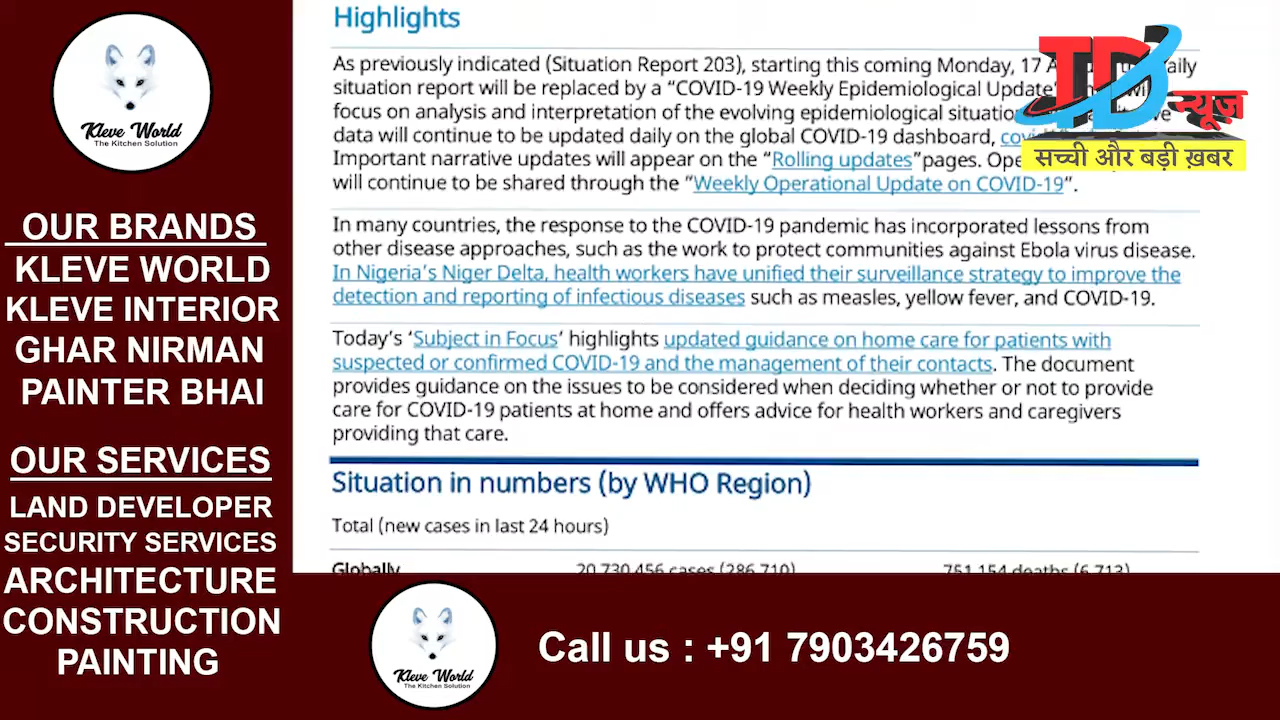 Kleve World
The Kitchen Solution
OUR BRANDS
KLEVE WORLD
KLEVE INTERIOR
GHAR NIRMAN
PAINTER BHAI
OUR SERVICES
LAND DEVELOPER
SECURITY SERVICES
ARCHITECTURE
CONSTRUCTION
PAINTING
Highlights
As previously indicated (Situation Report 203), starting this coming Monday, 17
situation report will be replaced by a “COVID-19 Weekly Epidemiological Update”
focus on analysis and interpretation of the evolving epidemiological
data will continue to be updated daily on the global COVID-19 dashboard,
Important narrative updates will appear on the “Rolling updates”pages.
will continue to be shared through the “Weekly Operational Update on COVID-19”.
In many countries, the response to the COVID-19 pandemic has incorporated lessons from
other disease approaches, such as the work to protect communities against Ebola virus disease.
In Nigeria’s Niger Delta, health workers have unified their surveillance strategy to improve the
detection and reporting of infectious diseases such as measles, yellow fever, and COVID-19.
Today’s ‘Subject in Focus’ highlights updated guidance on home care for patients with
suspected or confirmed COVID-19 and the management of their contacts. The document
provides guidance on the issues to be considered when deciding whether or not to provide
care for COVID-19 patients at home and offers advice for health workers and caregivers
providing that care.
Situation in numbers (by WHO Region)
Total (new cases in last 24 hours)
Globally 20 730 456 cases (286 710) 751 154 deaths (6 713)
न्यूज़
सच्ची और बड़ी ख़बर
Kleve World
The Kitchen Solution
Call us : +91 7903426759